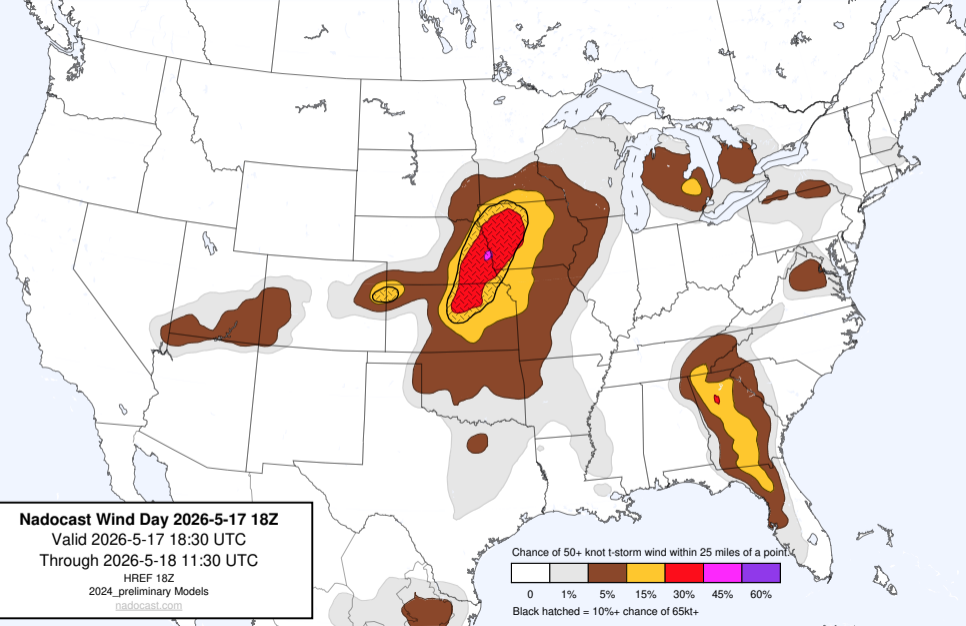 Nadocast Wind Day 2026-5-17 18Z
Valid 2026-5-17 18:30 UTC
Through 2026-5-18 11:30 UTC
HREF 18Z
2024_preliminary Models
nadocast.com
Chance of 50+ knot t-storm wind within 25 miles of a point.
0 1% 5% 15% 30% 45% 60%
Black hatched = 10%+ chance of 65kt+